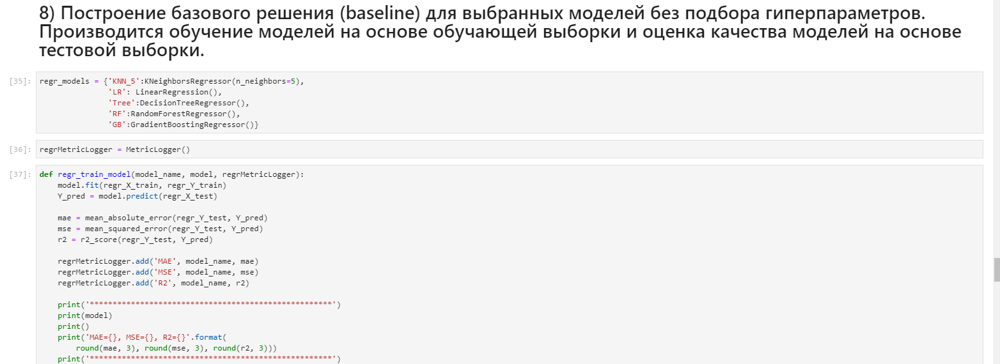 8) Построение базового решения (baseline) для выбранных моделей без подбора гиперпараметров.
Производится обучение моделей на основе обучающей выборки и оценка качества моделей на основе
тестовой выборки.
[35]: regr_models = {'KNN_5':KNeighborsRegressor(n_neighbors=5),
               'LR': LinearRegression(),
               'Tree':DecisionTreeRegressor(),
               'RF':RandomForestRegressor(),
               'GB':GradientBoostingRegressor()}
[36]: regrMetricLogger = MetricLogger()
[37]: def regr_train_model(model_name, model, regrMetricLogger):
    model.fit(regr_X_train, regr_Y_train)
    Y_pred = model.predict(regr_X_test)
    mae = mean_absolute_error(regr_Y_test, Y_pred)
    mse = mean_squared_error(regr_Y_test, Y_pred)
    r2 = r2_score(regr_Y_test, Y_pred)
    regrMetricLogger.add('MAE', model_name, mae)
    regrMetricLogger.add('MSE', model_name, mse)
    regrMetricLogger.add('R2', model_name, r2)
    print('*****************************************************')
    print(model)
    print()
    print('MAE={}, MSE={}, R2={}'.format(
        round(mae, 3), round(mse, 3), round(r2, 3)))
    print('*****************************************************')